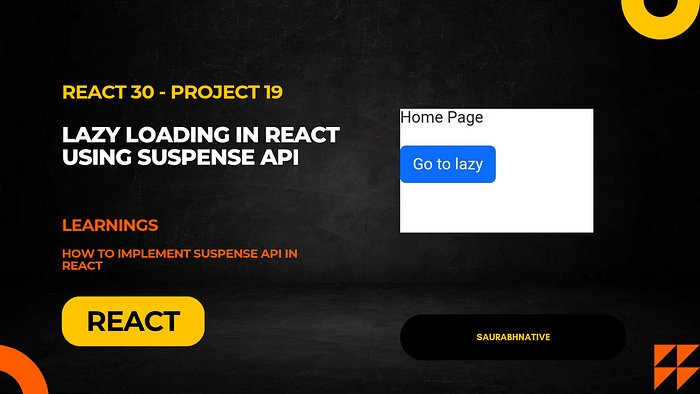 REACT 30 - PROJECT 19
LAZY LOADING IN REACT
USING SUSPENSE API
LEARNINGS
HOW TO IMPLEMENT SUSPENSE API IN
REACT
REACT
Home Page
Go to lazy
SAURABHNATIVE